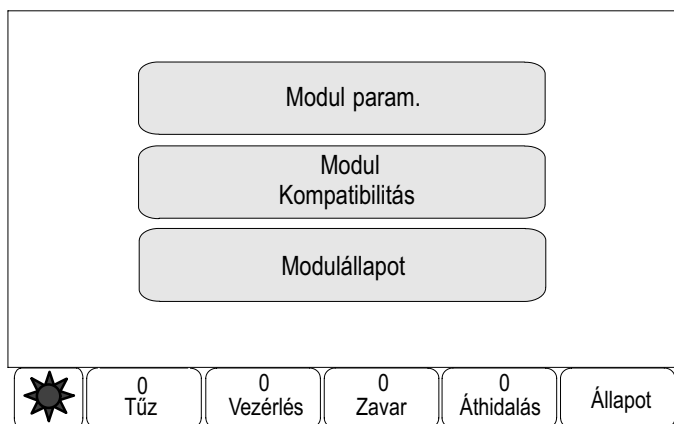 Modul param.
Modul
Kompatibilitás
Modulállapot
0
Tűz
0
Vezérlés
0
Zavar
0
Áthidalás
Állapot